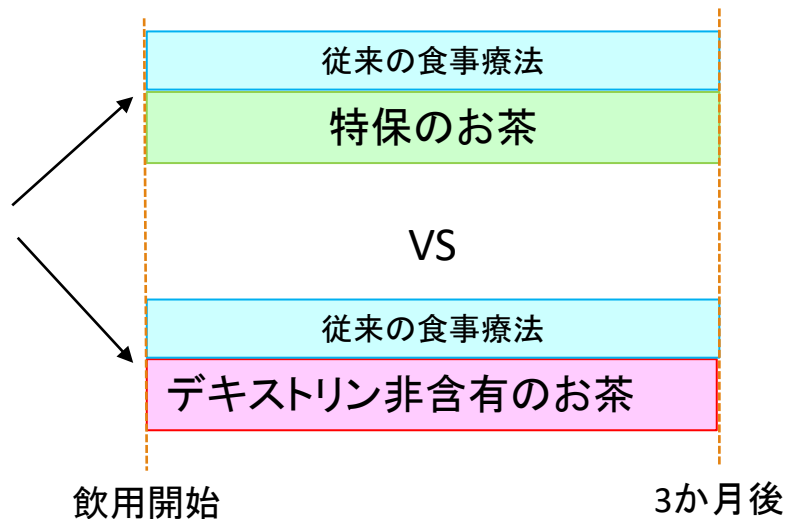 従来の食事療法
特保のお茶
VS
従来の食事療法
デキストリン非含有のお茶
飲用開始
3か月後